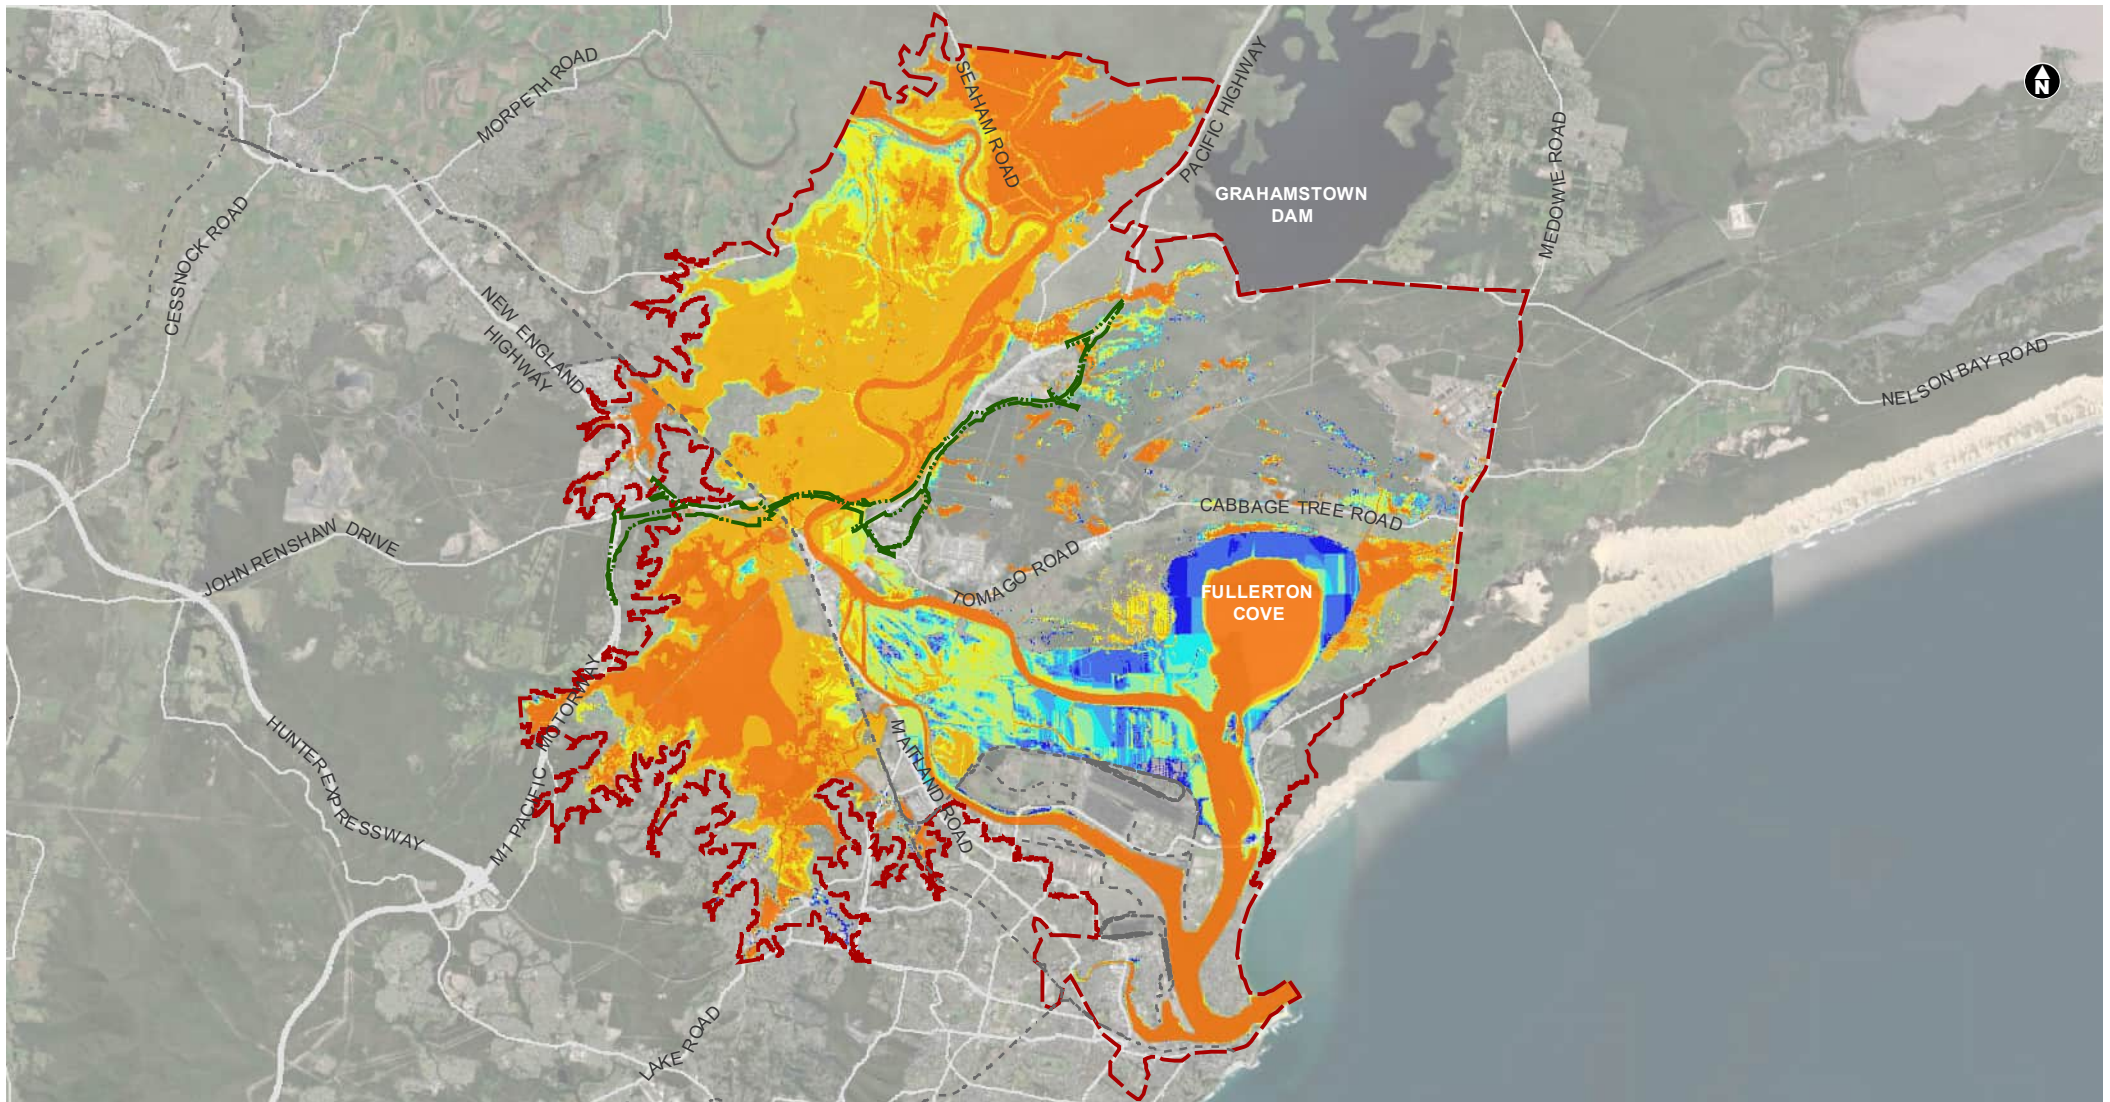 MORPETH ROAD
SEAHAM ROAD
PACIFIC HIGHWAY
N
GRAHAMSTOWN
DAM
MEDOWIE ROAD
CESSNOCK ROAD
NEW ENGLAND
HIGHWAY
NELSON BAY ROAD
CABBAGE TREE ROAD
JOHN RENSHAW DRIVE
TOMAGO ROAD
FULLERTON
COVE
M1 PACIFIC MOTORWAY
HUNTER EXPRESSWAY
MAITLAND ROAD
LAKE ROAD